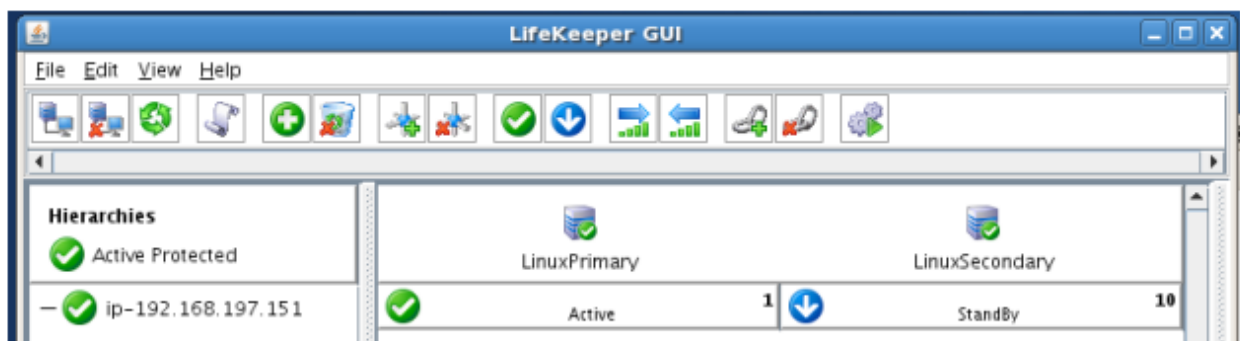 LifeKeeper GUI
File Edit View Help
Hierarchies
Active Protected
LinuxPrimary LinuxSecondary
ip-192.168.197.151 Active 1 StandBy 10